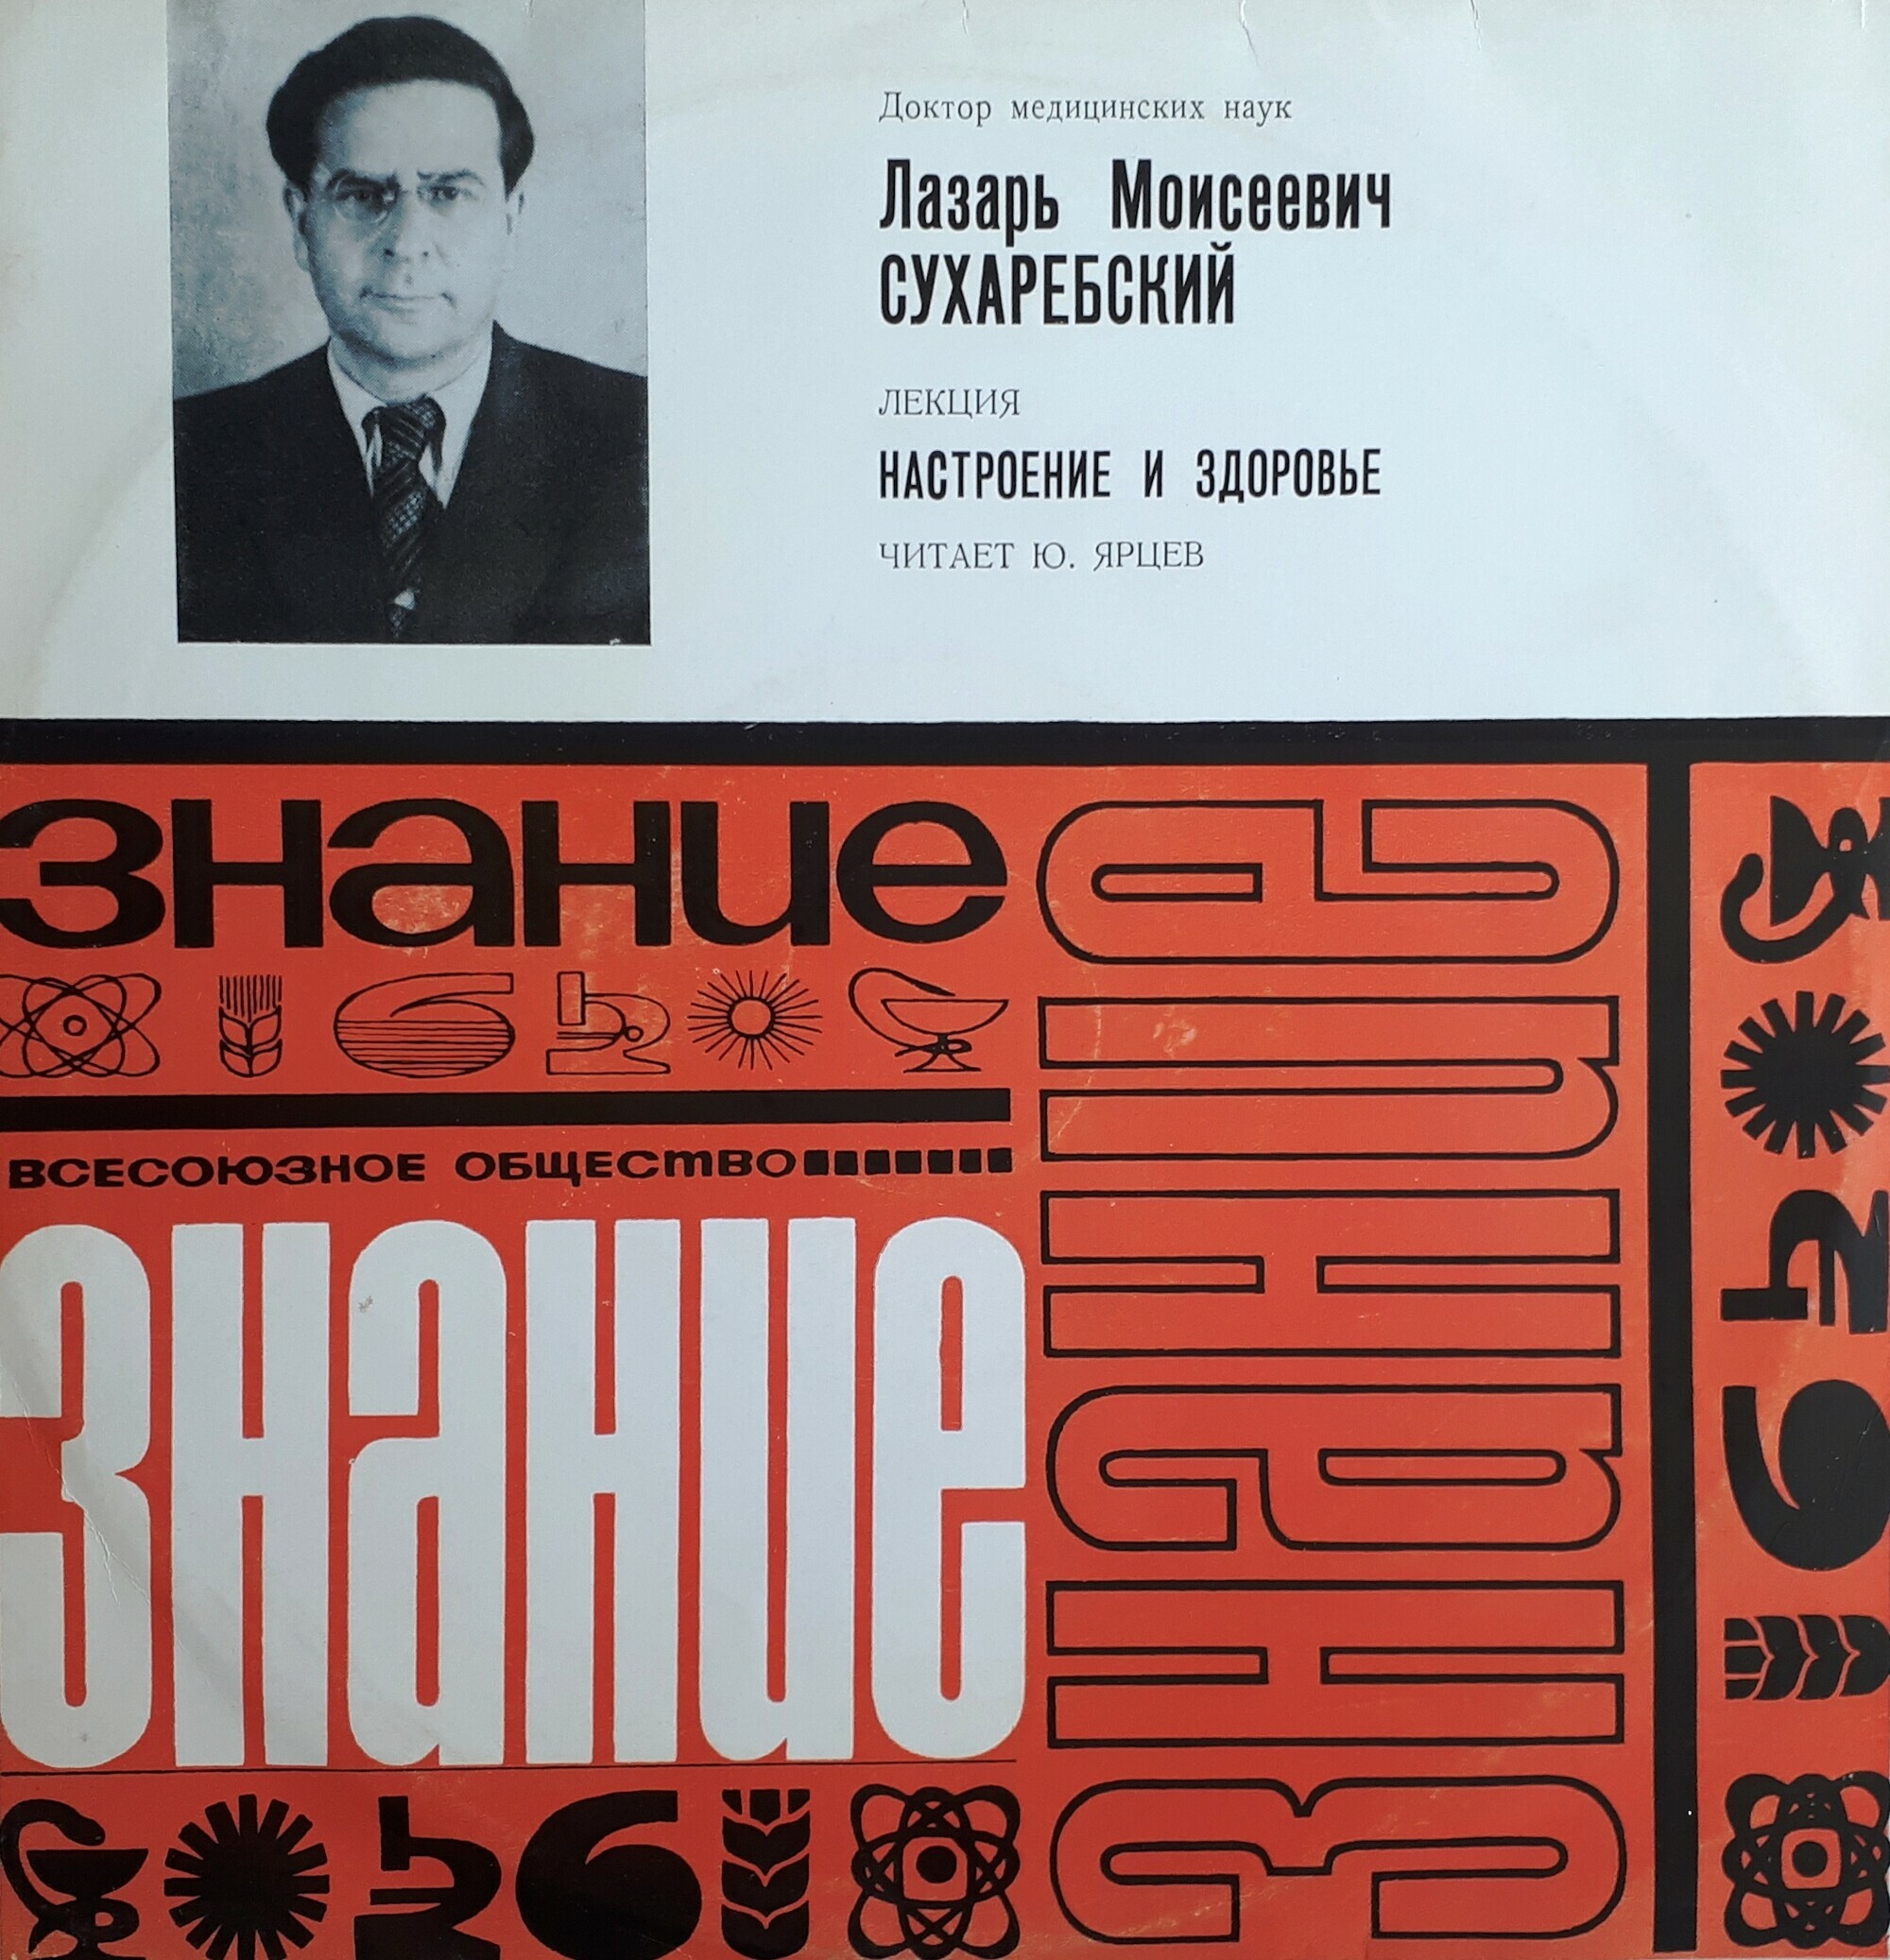 Доктор медицинских наук
Лазарь Моисеевич
СУХАРЕБСКИЙ
ЛЕКЦИЯ
НАСТРОЕНИЕ И ЗДОРОВЬЕ
ЧИТАЕТ Ю. ЯРЦЕВ
знание
ВСЕСОЮЗНОЕ ОБЩЕСТВО
знание
знание